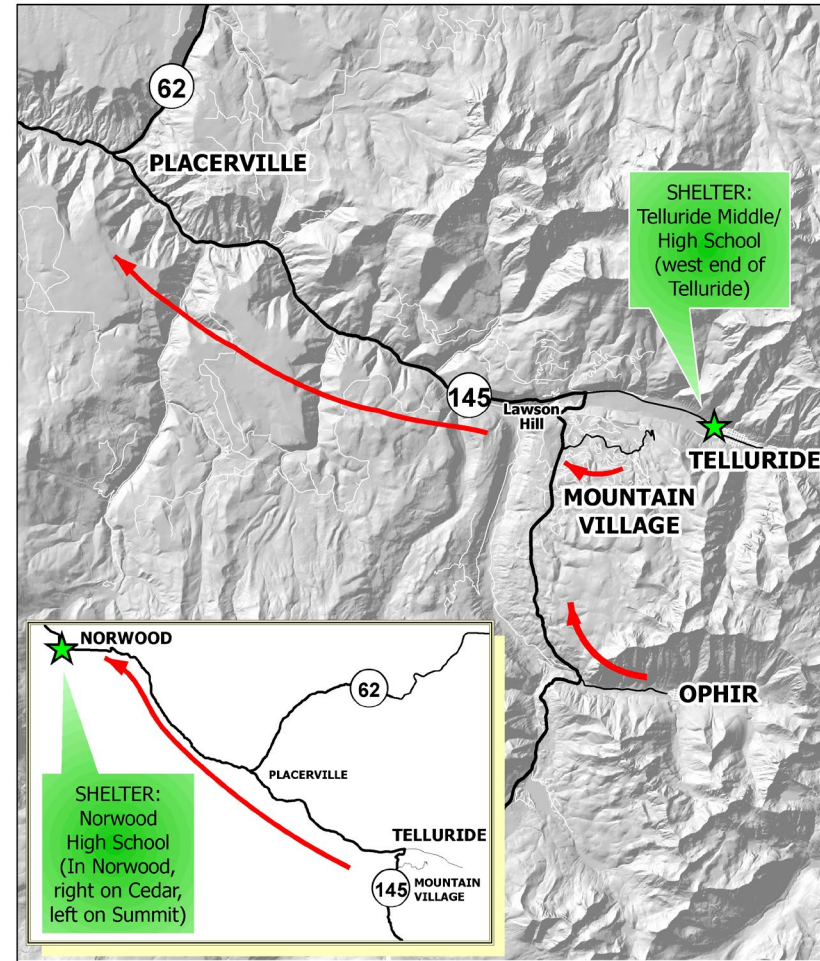 62
PLACERVILLE
SHELTER:
Telluride Middle/
High School
(west end of
Telluride)
145
Lawson
Hill
TELLURIDE
MOUNTAIN
VILLAGE
OPHIR
NORWOOD
62
PLACERVILLE
SHELTER:
Norwood
High School
(In Norwood,
right on Cedar,
left on Summit)
TELLURIDE
145
MOUNTAIN
VILLAGE